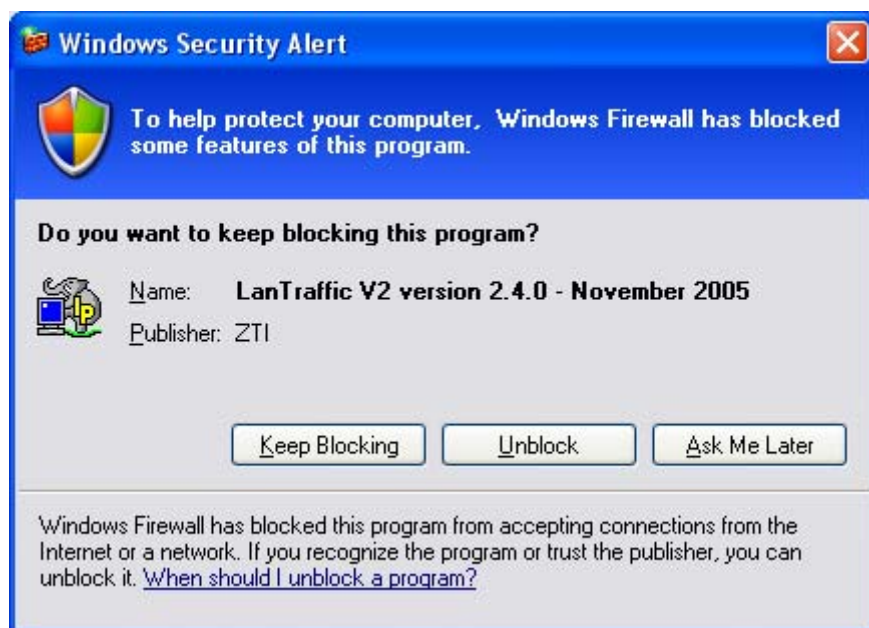 Windows Security Alert
To help protect your computer, Windows Firewall has blocked
some features of this program.
Do you want to keep blocking this program?
Name: LanTraffic V2 version 2.4.0 - November 2005
Publisher: ZTI
Keep Blocking Unblock Ask Me Later
Windows Firewall has blocked this program from accepting connections from the
Internet or a network. If you recognize the program or trust the publisher, you can
unblock it. When should I unblock a program?